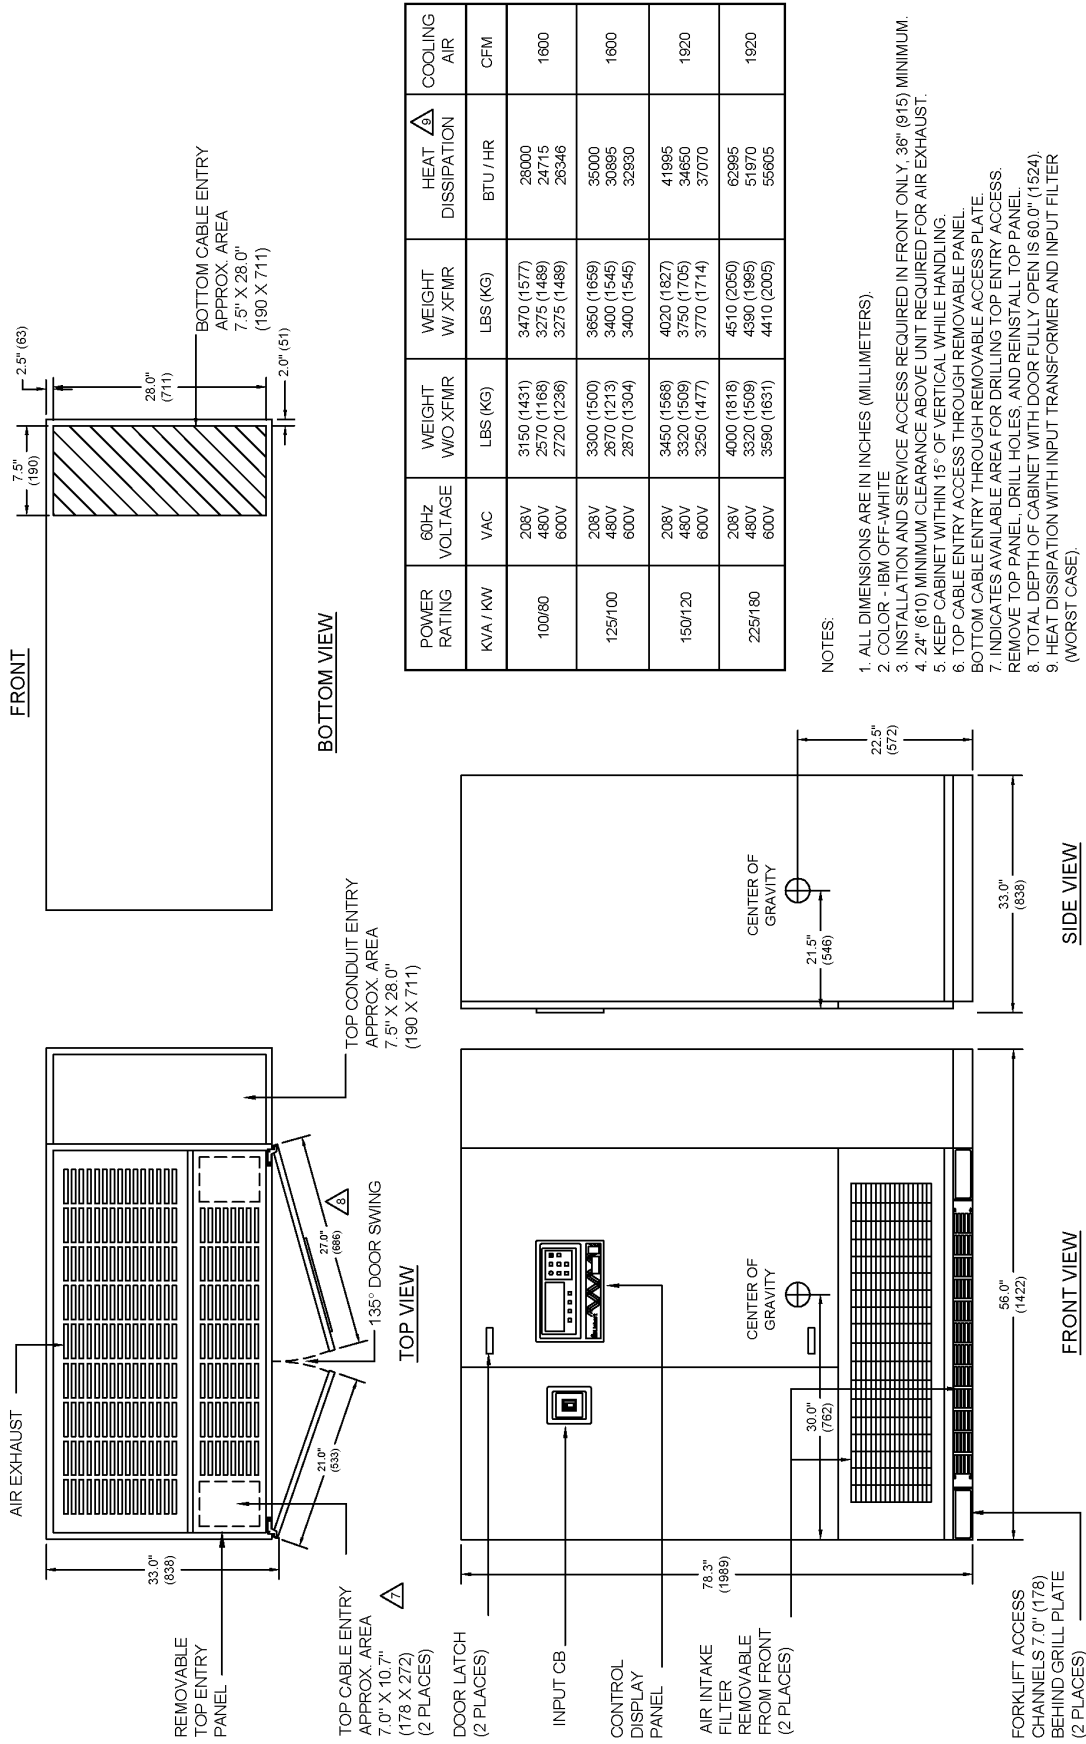 AIR EXHAUST
REMOVABLE
TOP ENTRY
PANEL
33.0"
(838)
TOP CABLE ENTRY
APPROX. AREA
7.0" X 10.7"
(178 X 272)
(2 PLACES)
7
21.0"
(533)
27.0"
(686)
8
135° DOOR SWING
TOP VIEW
TOP CONDUIT ENTRY
APPROX. AREA
7.5" X 28.0"
(190 X 711)
FRONT
7.5"
(190)
2.5" (63)
28.0"
(711)
2.0" (51)
BOTTOM CABLE ENTRY
APPROX. AREA
7.5" X 28.0"
(190 X 711)
BOTTOM VIEW
DOOR LATCH
(2 PLACES)
INPUT CB
CONTROL
DISPLAY
PANEL
AIR INTAKE
FILTER
REMOVABLE
FROM FRONT
(2 PLACES)
FORKLIFT ACCESS
CHANNELS 7.0" (178)
BEHIND GRILL PLATE
(2 PLACES)
78.3"
(1989)
30.0"
(762)
CENTER OF
GRAVITY
56.0"
(1422)
FRONT VIEW
CENTER OF
GRAVITY
21.5"
(546)
22.5"
(572)
33.0"
(838)
SIDE VIEW
POWER RATING 60Hz VOLTAGE WEIGHT W/O XFMR WEIGHT W/ XFMR HEAT DISSIPATION 9 COOLING AIR
KVA / KW VAC LBS (KG) LBS (KG) BTU / HR CFM
100/80 208V 3150 (1431) 3470 (1577) 28000 1600
480V 2570 (1168) 3275 (1489) 24715
600V 2720 (1236) 3275 (1489) 26346
125/100 208V 3300 (1500) 3650 (1659) 35000 1600
480V 2670 (1213) 3400 (1545) 30895
600V 2870 (1304) 3400 (1545) 32930
150/120 208V 3450 (1568) 4020 (1827) 41995 1920
480V 3320 (1509) 3750 (1705) 34650
600V 3250 (1477) 3770 (1714) 37070
225/180 208V 4000 (1818) 4510 (2050) 62995 1920
480V 3320 (1509) 4390 (1995) 51970
600V 3590 (1631) 4410 (2005) 55605
NOTES:
1. ALL DIMENSIONS ARE IN INCHES (MILLIMETERS).
2. COLOR - IBM OFF-WHITE
3. INSTALLATION AND SERVICE ACCESS REQUIRED IN FRONT ONLY, 36" (915) MINIMUM.
4. 24" (610) MINIMUM CLEARANCE ABOVE UNIT REQUIRED FOR AIR EXHAUST.
5. KEEP CABINET WITHIN 15° OF VERTICAL WHILE HANDLING.
6. TOP CABLE ENTRY ACCESS THROUGH REMOVABLE PANEL.
BOTTOM CABLE ENTRY THROUGH REMOVABLE ACCESS PLATE.
7. INDICATES AVAILABLE AREA FOR DRILLING TOP ENTRY ACCESS.
REMOVE TOP PANEL, DRILL HOLES, AND REINSTALL TOP PANEL.
8. TOTAL DEPTH OF CABINET WITH DOOR FULLY OPEN IS 60.0" (1524).
9. HEAT DISSIPATION WITH INPUT TRANSFORMER AND INPUT FILTER
(WORST CASE).